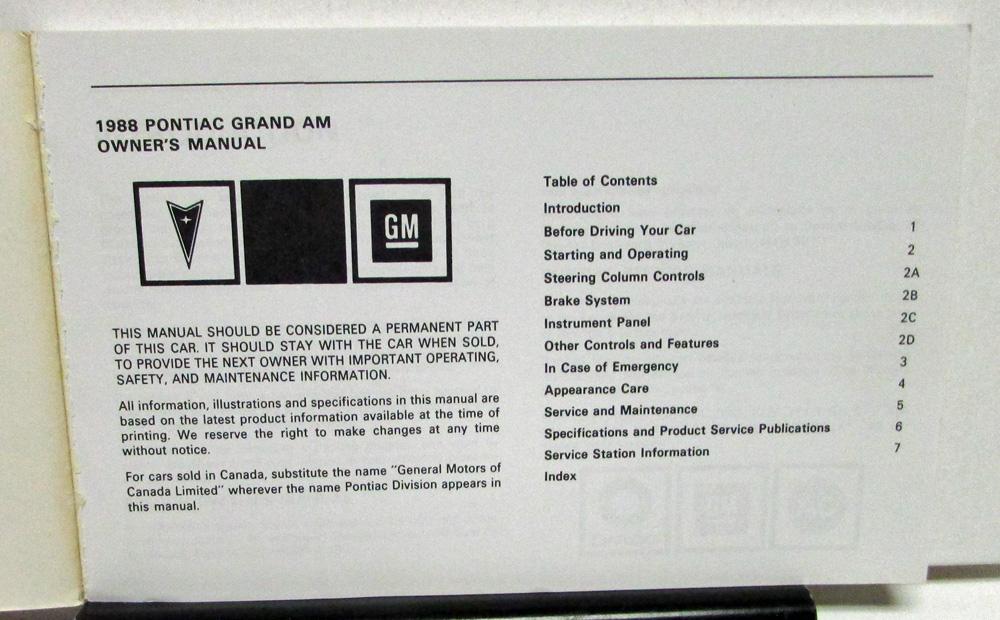 1988 PONTIAC GRAND AM
OWNER'S MANUAL
GM
THIS MANUAL SHOULD BE CONSIDERED A PERMANENT PART
OF THIS CAR. IT SHOULD STAY WITH THE CAR WHEN SOLD,
TO PROVIDE THE NEXT OWNER WITH IMPORTANT OPERATING,
SAFETY, AND MAINTENANCE INFORMATION.
All information, illustrations and specifications in this manual are
based on the latest product information available at the time of
printing. We reserve the right to make changes at any time
without notice.
For cars sold in Canada, substitute the name "General Motors of
Canada Limited" wherever the name Pontiac Division appears in
this manual.
Table of Contents
Introduction
Before Driving Your Car 1
Starting and Operating 2
Steering Column Controls 2A
Brake System 2B
Instrument Panel 2C
Other Controls and Features 2D
In Case of Emergency 3
Appearance Care 4
Service and Maintenance 5
Specifications and Product Service Publications 6
Service Station Information 7
Index